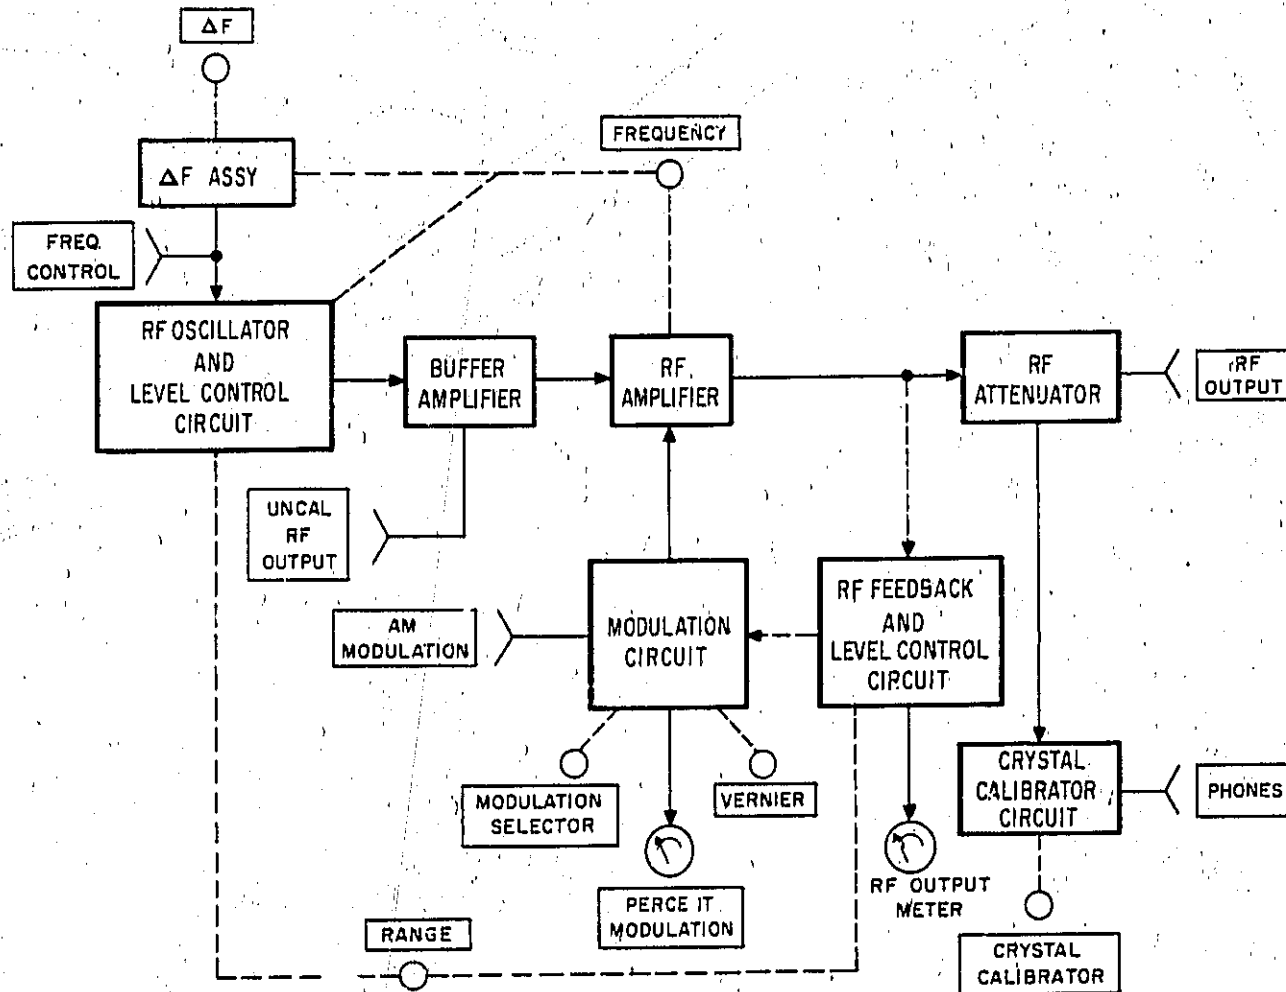 ΔF
ΔF ASSY
FREQUENCY
FREQ.
CONTROL
RF OSCILLATOR
AND
LEVEL CONTROL
CIRCUIT
BUFFER
AMPLIFIER
RF.
AMPLIFIER
RF
ATTENUATOR
RF
OUTPUT
UNCAL
RF
OUTPUT
AM
MODULATION
MODULATION
CIRCUIT
RF FEEDBACK
AND
LEVEL CONTROL
CIRCUIT
MODULATION
SELECTOR
VERNIER
CRYSTAL
CALIBRATOR
CIRCUIT
PHONES
PERCE IT
MODULATION
RF OUTPUT
METER
RANGE
CRYSTAL
CALIBRATOR